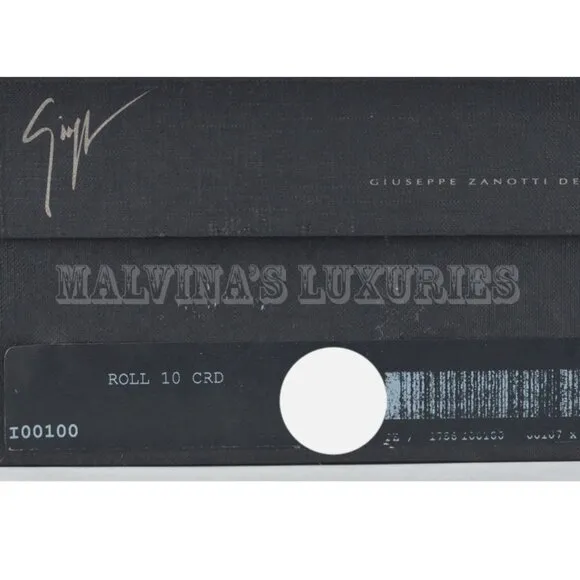 GIUSEPPE ZANOTTI DE
MALVINA'S LUXURIES
ROLL 10 CRD
I00100